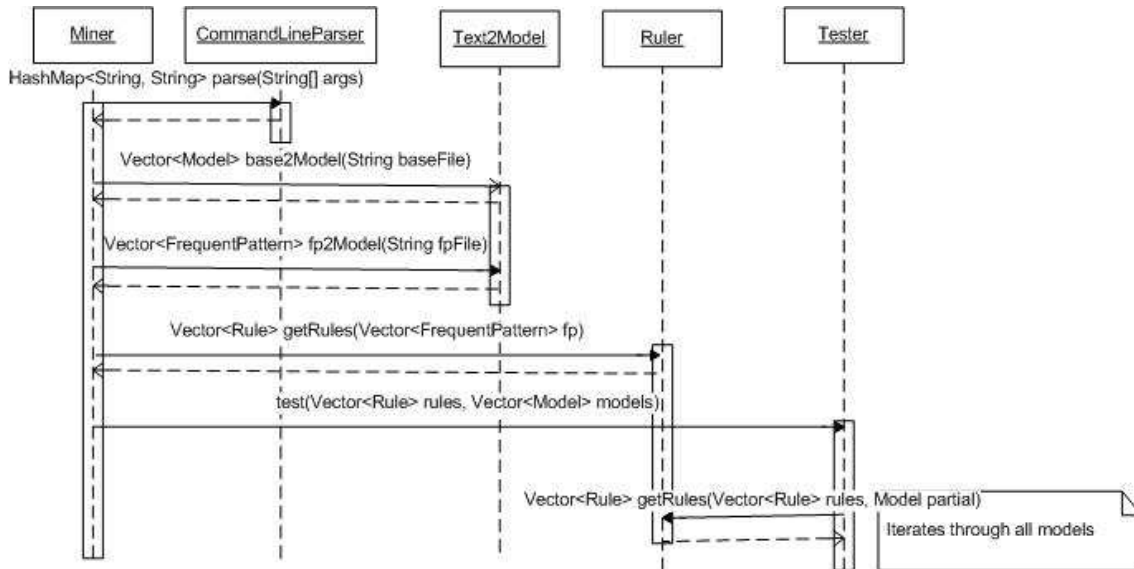 Miner
CommandLineParser
Text2Model
Ruler
Tester
HashMap<String, String> parse(String[] args)
Vector<Model> base2Model(String baseFile)
Vector<FrequentPattern> fp2Model(String fpFile)
Vector<Rule> getRules(Vector<FrequentPattern> fp)
test(Vector<Rule> rules, Vector<Model> models)
Vector<Rule> getRules(Vector<Rule> rules, Model partial)
Iterates through all models